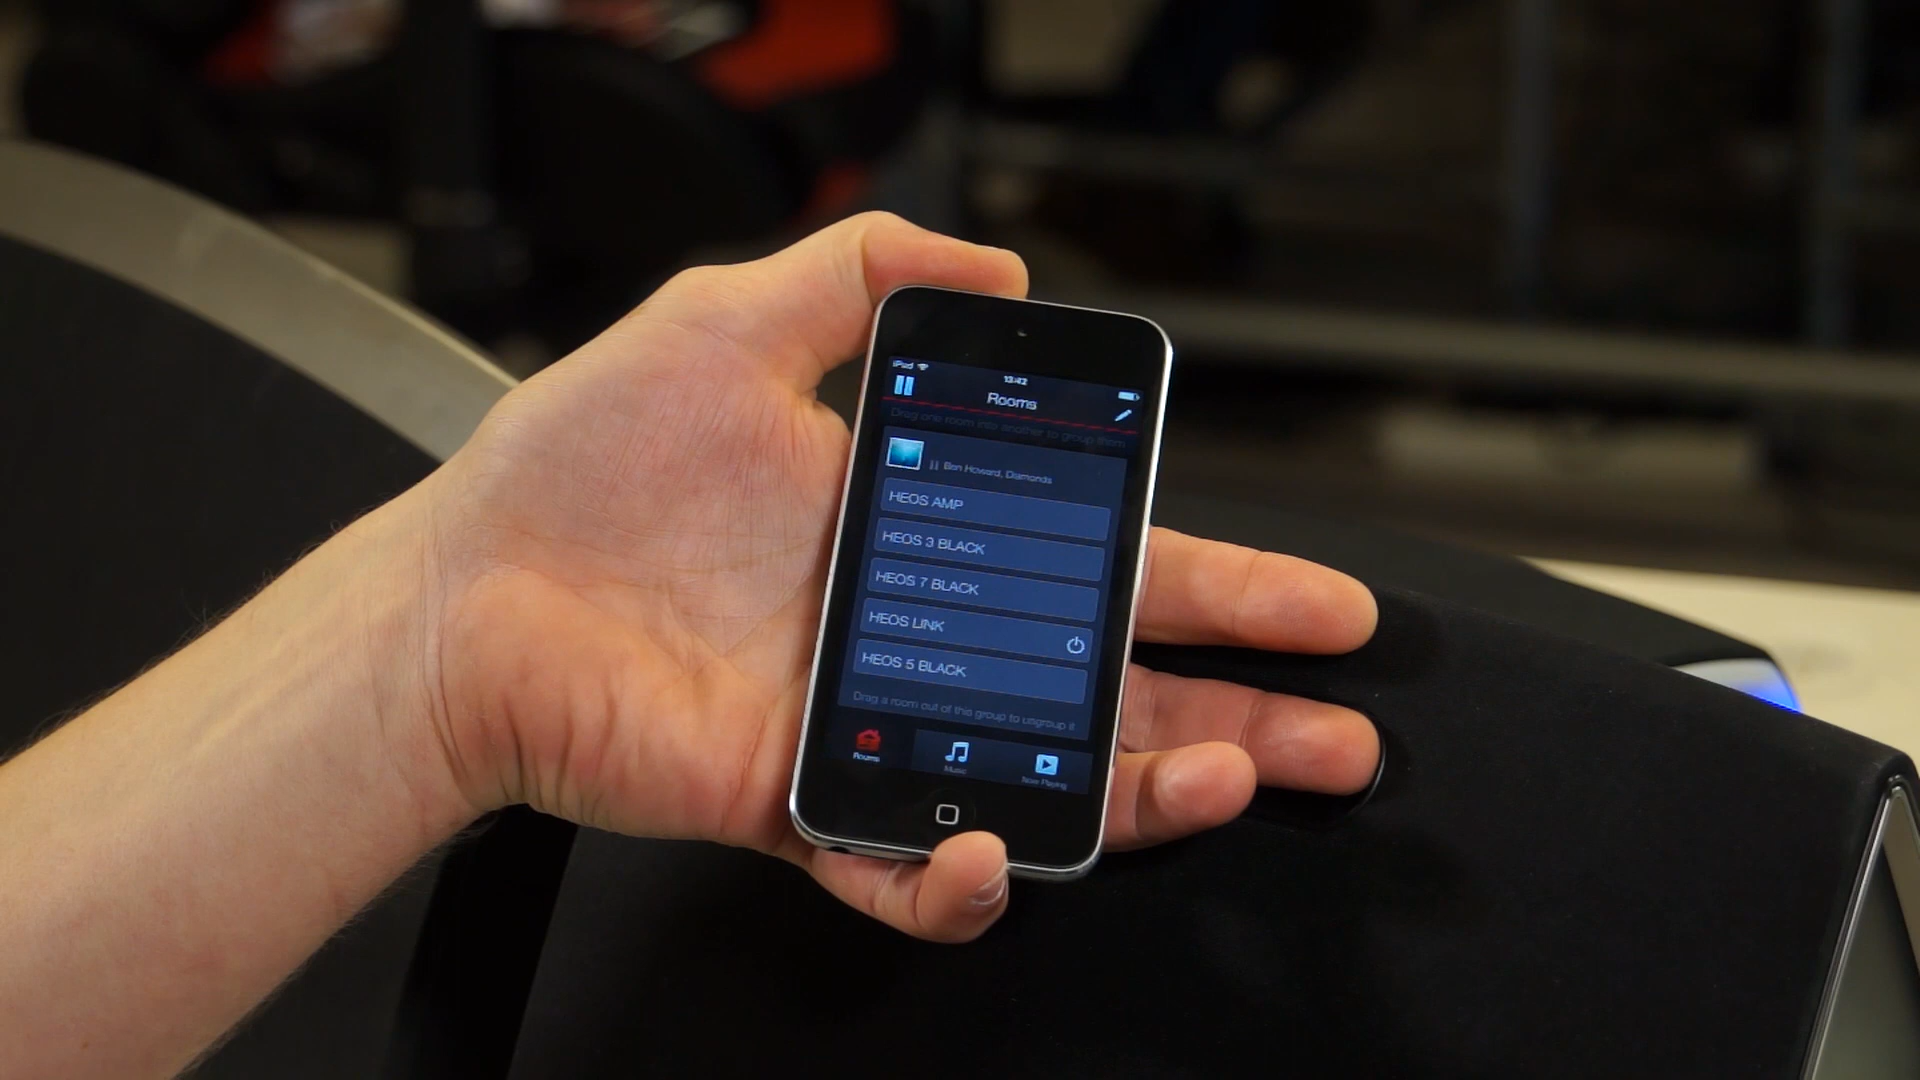 iPod
13:42
Rooms
Drag one room into another to group them
Ben Howard, Diamonds
HEOS AMP
HEOS 3 BLACK
HEOS 7 BLACK
HEOS LINK
HEOS 5 BLACK
Drag a room out of this group to ungroup it
Rooms
Music
Now Playing